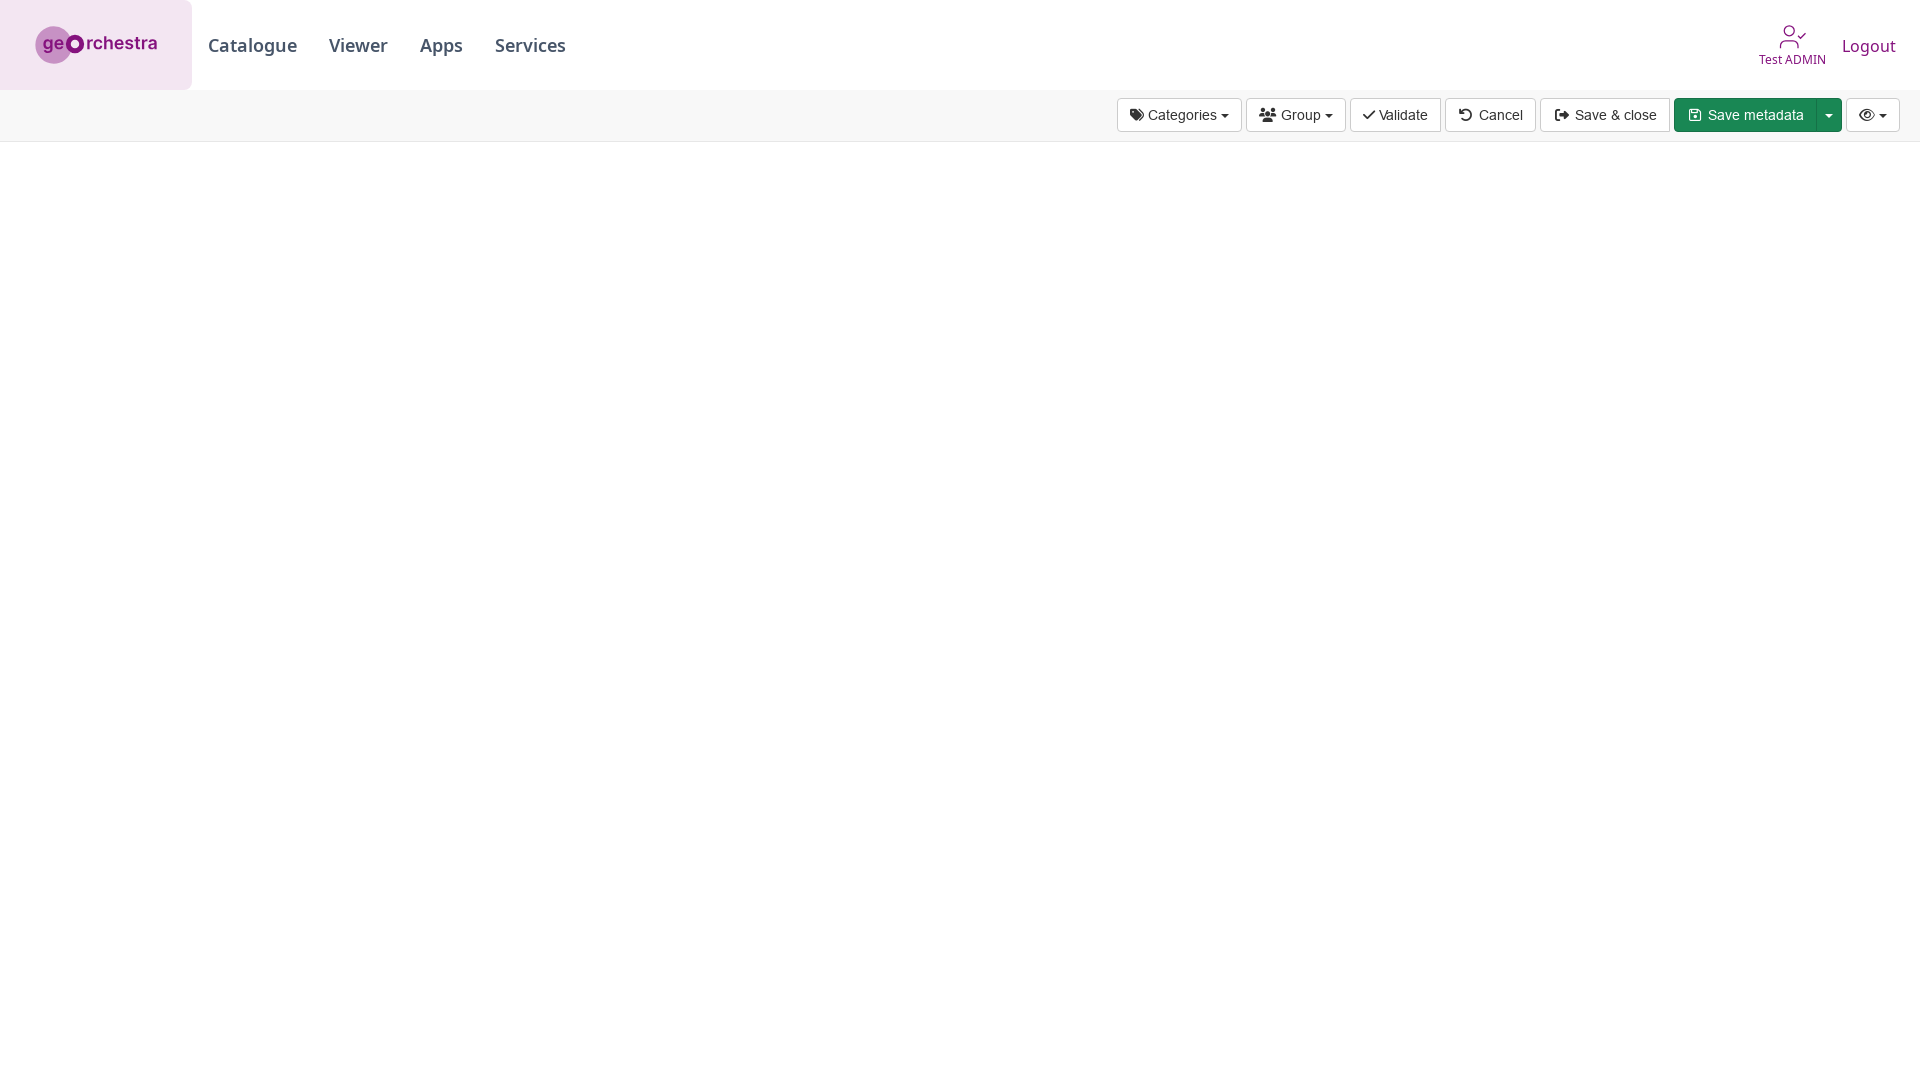 georchestra
Catalogue
Viewer
Apps
Services
Test ADMIN
Logout
Categories
Group
Validate
Cancel
Save & close
Save metadata